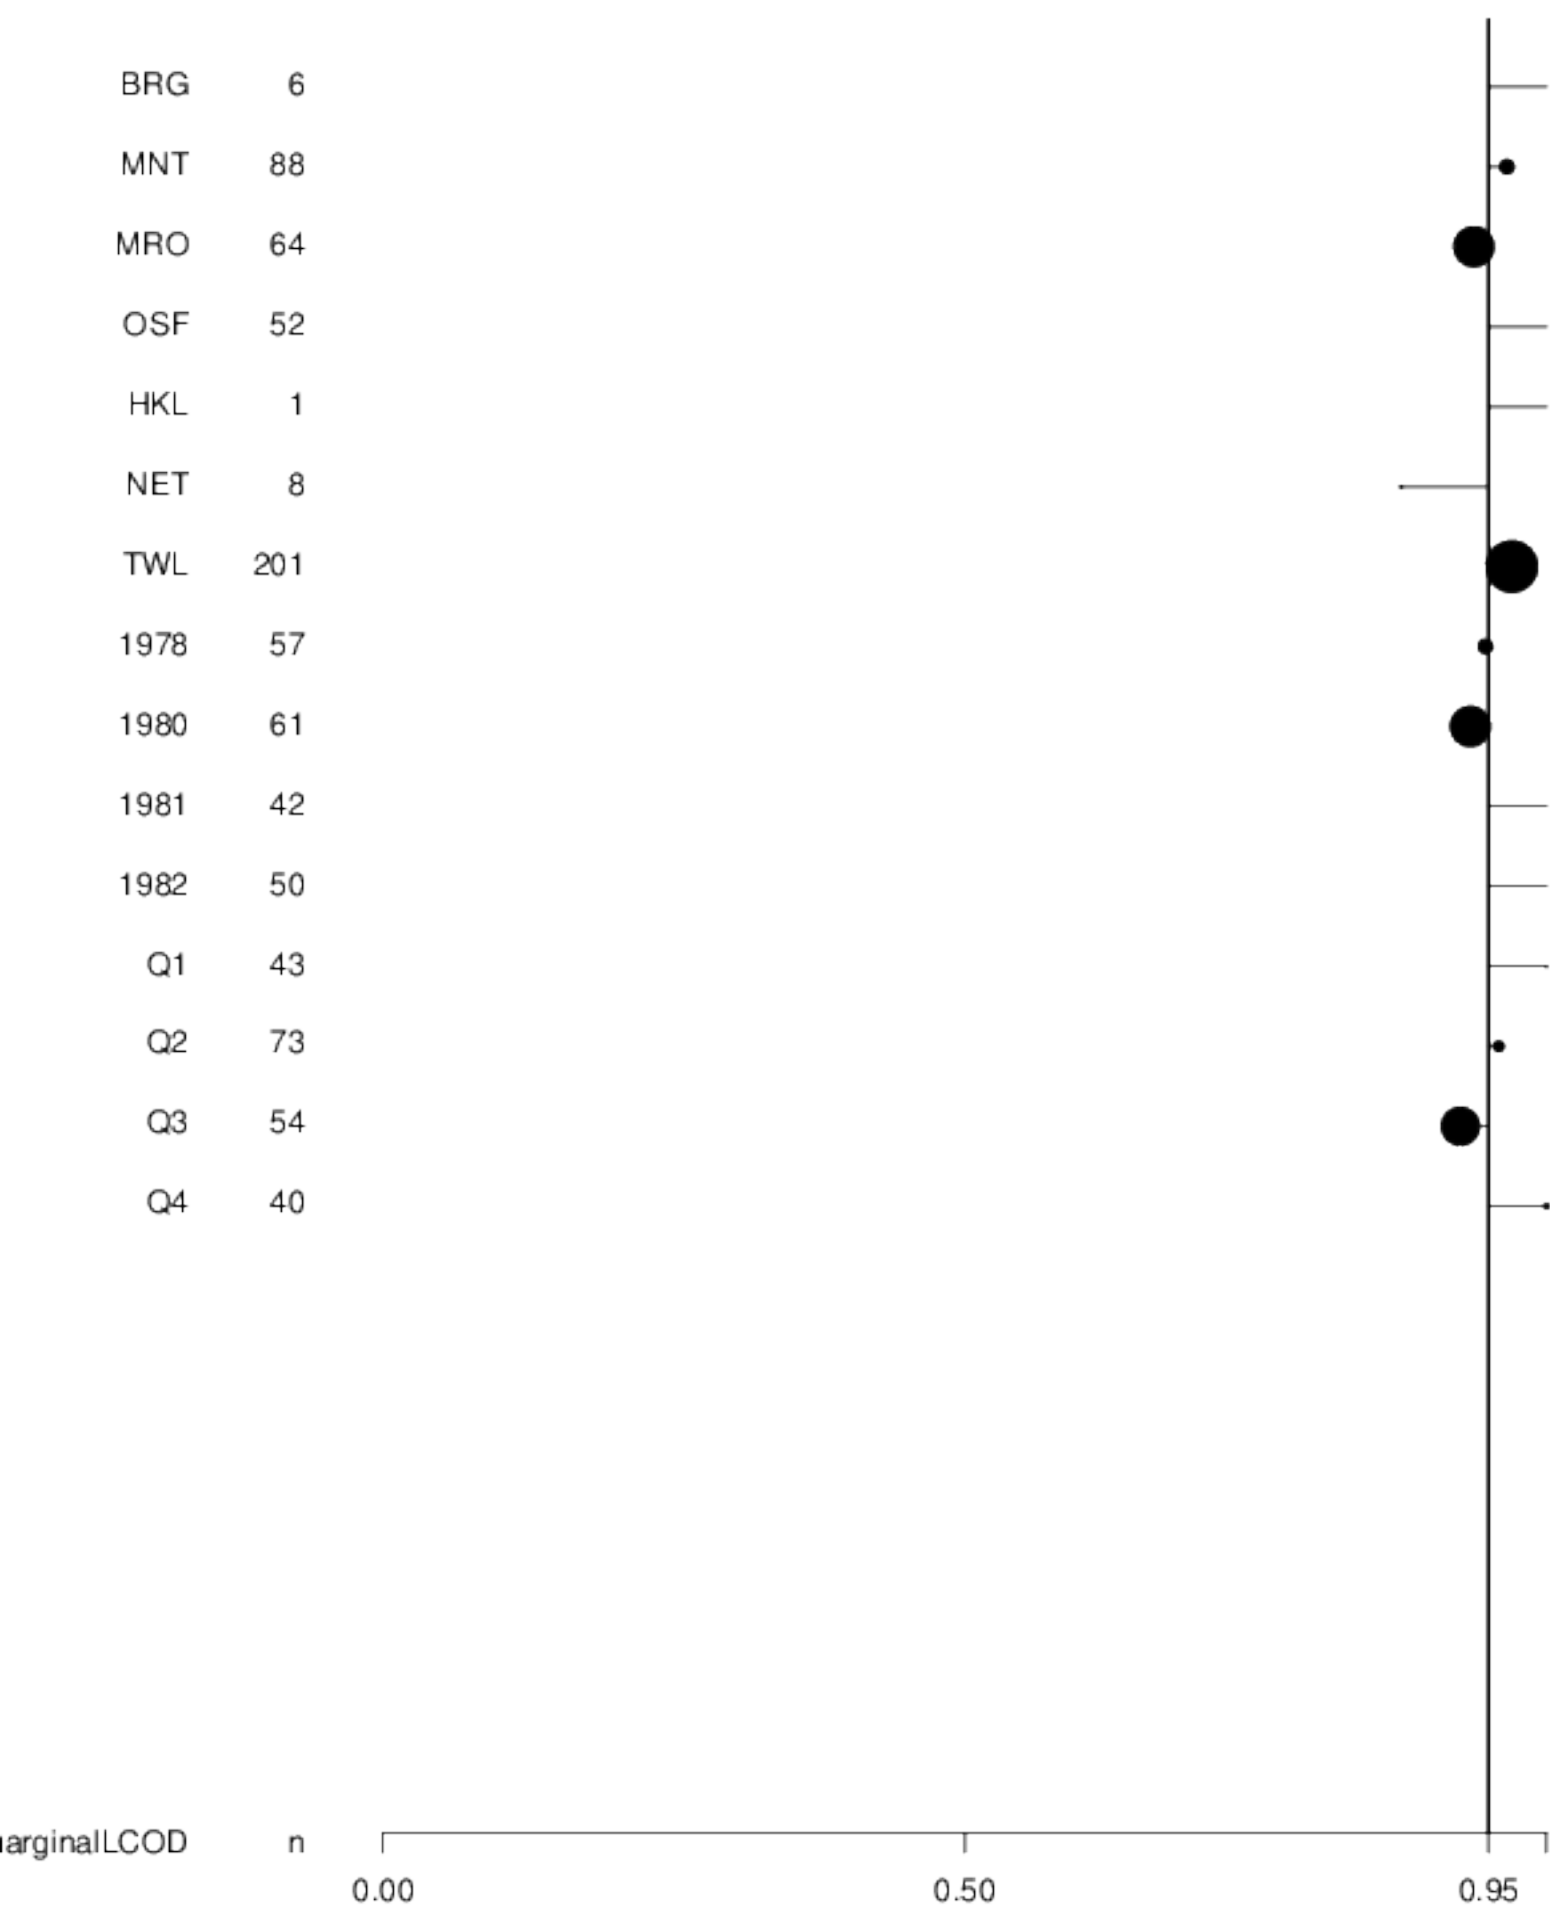 BRG 6
MNT 88
MRO 64
OSF 52
HKL 1
NET 8
TWL 201
1978 57
1980 61
1981 42
1982 50
Q1 43
Q2 73
Q3 54
Q4 40
arginalLCOD n
0.00 0.50 0.95